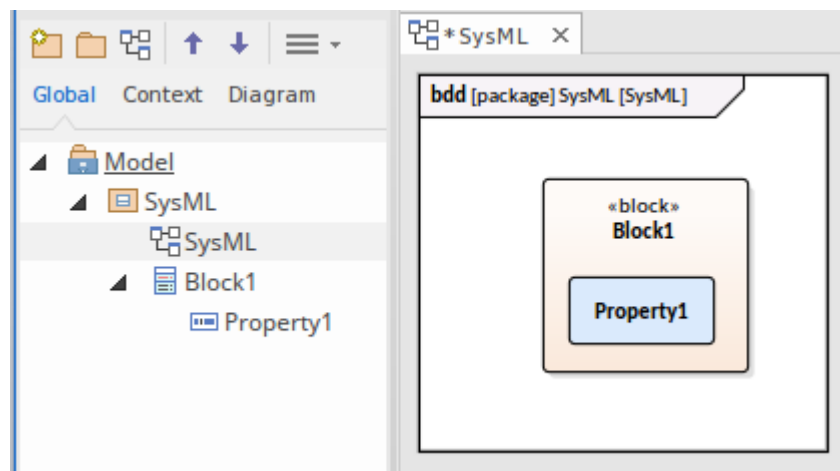 Global Context Diagram
Model
SysML
SysML
Block1
Property1
*SysML
bdd [package] SysML [SysML]
«block»
Block1
Property1